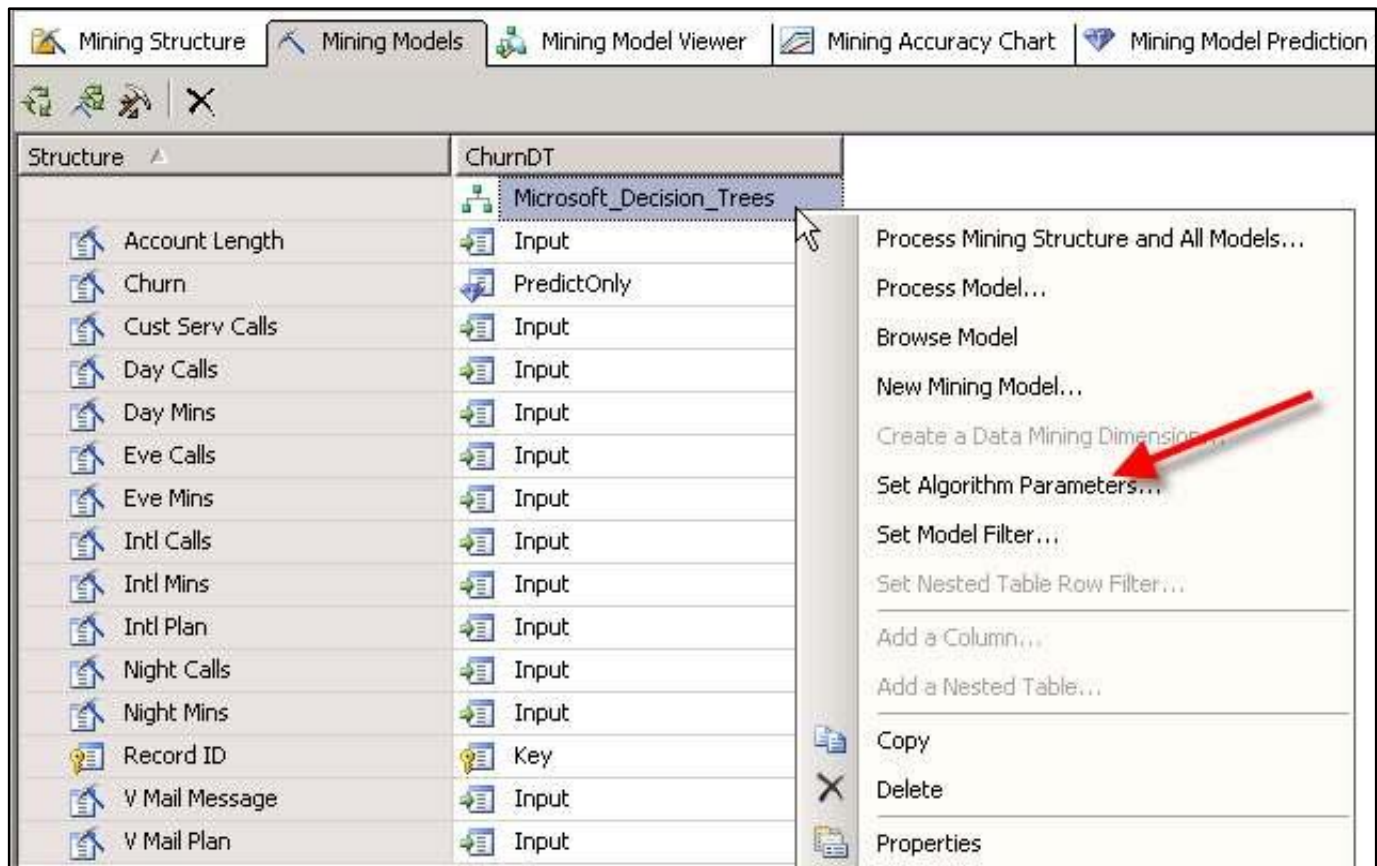 Mining Structure Mining Models Mining Model Viewer Mining Accuracy Chart Mining Model Prediction
Structure ChurnDT
Microsoft_Decision_Trees
Account Length Input
Churn PredictOnly
Cust Serv Calls Input
Day Calls Input
Day Mins Input
Eve Calls Input
Eve Mins Input
Intl Calls Input
Intl Mins Input
Intl Plan Input
Night Calls Input
Night Mins Input
Record ID Key
V Mail Message Input
V Mail Plan Input
Process Mining Structure and All Models...
Process Model...
Browse Model
New Mining Model...
Create a Data Mining Dimension...
Set Algorithm Parameters...
Set Model Filter...
Set Nested Table Row Filter...
Add a Column...
Add a Nested Table...
Copy
Delete
Properties